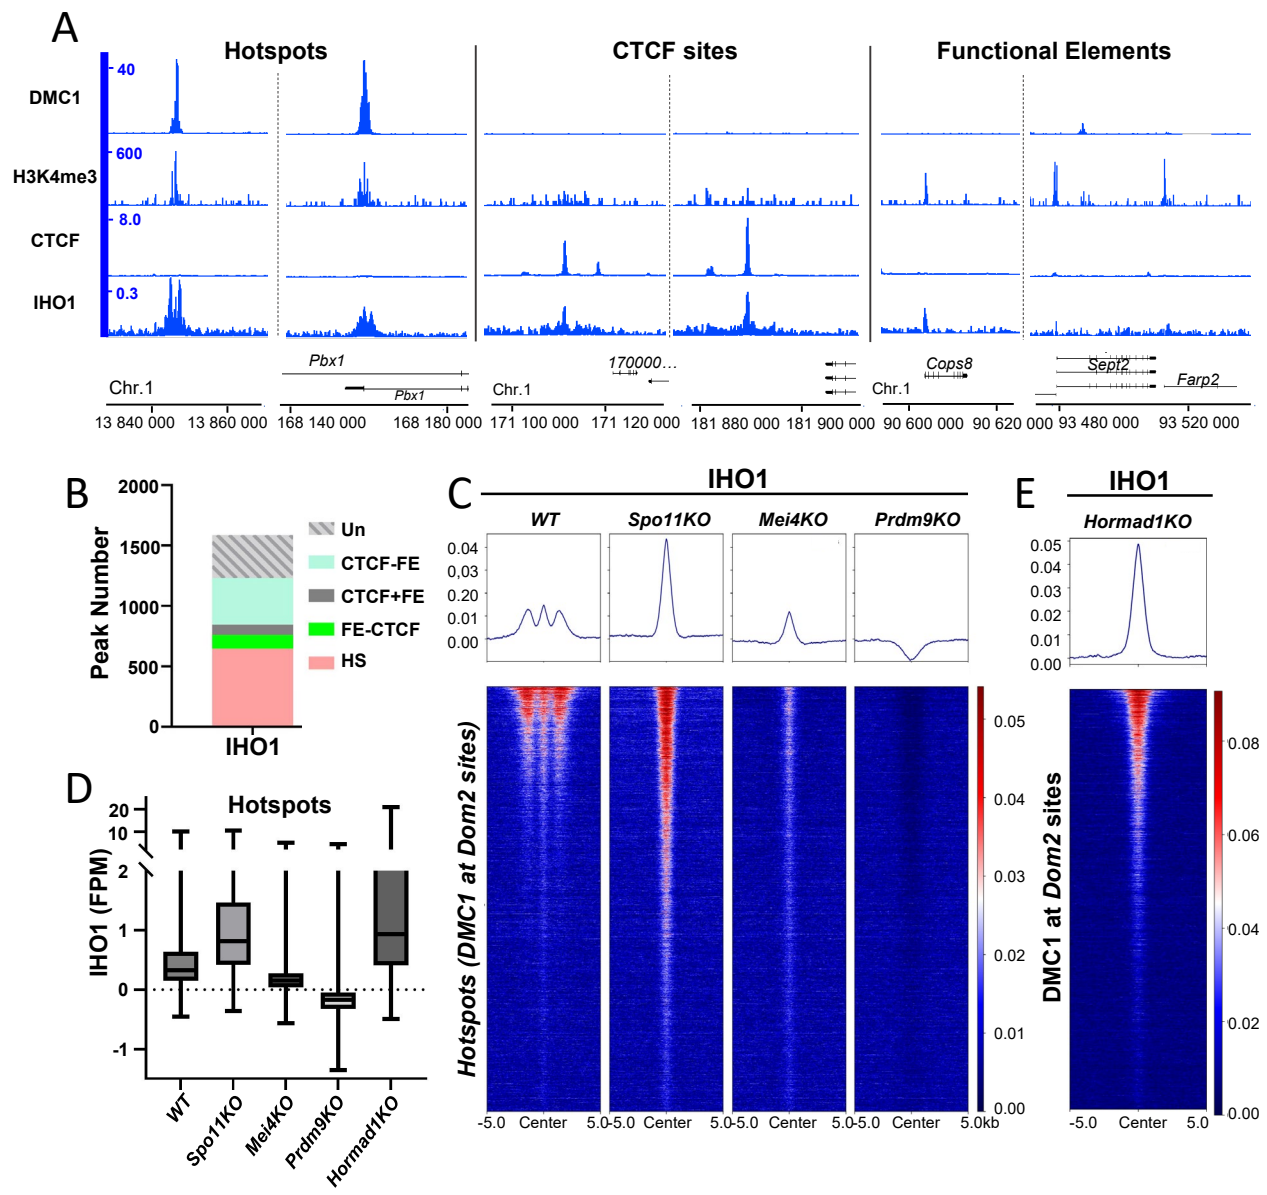 A
Hotspots
CTCF sites
Functional Elements
DMC1
40
H3K4me3
600
CTCF
8.0
IHO1
0.3
Pbx1
Pbx1
170000...
Cops8
Sept2
Farp2
Chr.1
Chr.1
Chr.1
13 840 000
13 860 000
168 140 000
168 180 000
171 100 000
171 120 000
181 880 000
181 900 000
90 600 000
90 620 000
93 480 000
93 520 000
B
Peak Number
2000
1500
1000
500
0
IHO1
Un
CTCF-FE
CTCF+FE
FE-CTCF
HS
C
IHO1
WT
Spo11KO
Mei4KO
Prdm9KO
0.04
0,03
0.20
0.01
0.00
Hotspots (DMC1 at Dom2 sites)
0.05
0.04
0.03
0.02
0.01
0.00
-5.0 Center 5.0-5.0 Center 5.0-5.0 Center 5.0-5.0 Center 5.0kb
D
Hotspots
IHO1 (FPM)
20
10
2
1
0
-1
WT
Spo11KO
Mei4KO
Prdm9KO
Hormad1KO
E
IHO1
Hormad1KO
0.05
0.04
0.03
0.02
0.01
0.00
DMC1 at Dom2 sites
0.08
0.06
0.04
0.02
0.00
-5.0 Center 5.0kb